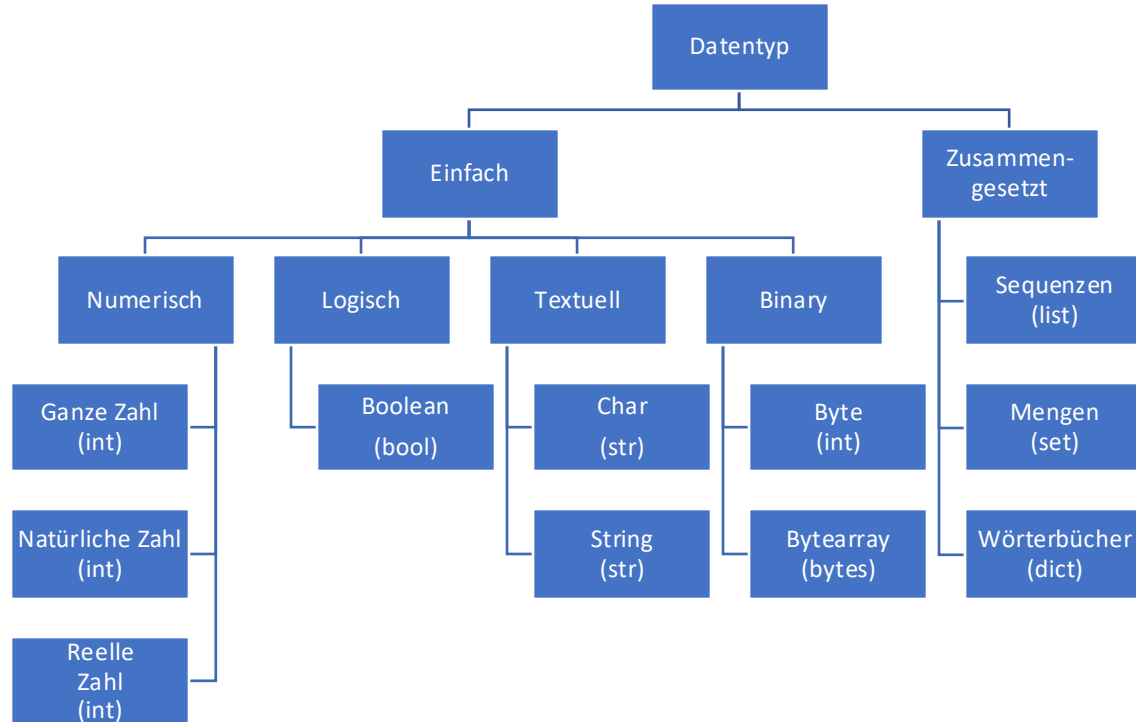 Datentyp
Einfach
Zusammen-
gesetzt
Numerisch
Logisch
Textuell
Binary
Sequenzen
(list)
Ganze Zahl
(int)
Boolean
(bool)
Char
(str)
Byte
(int)
Mengen
(set)
Natürliche Zahl
(int)
String
(str)
Bytearray
(bytes)
Wörterbücher
(dict)
Reelle
Zahl
(int)